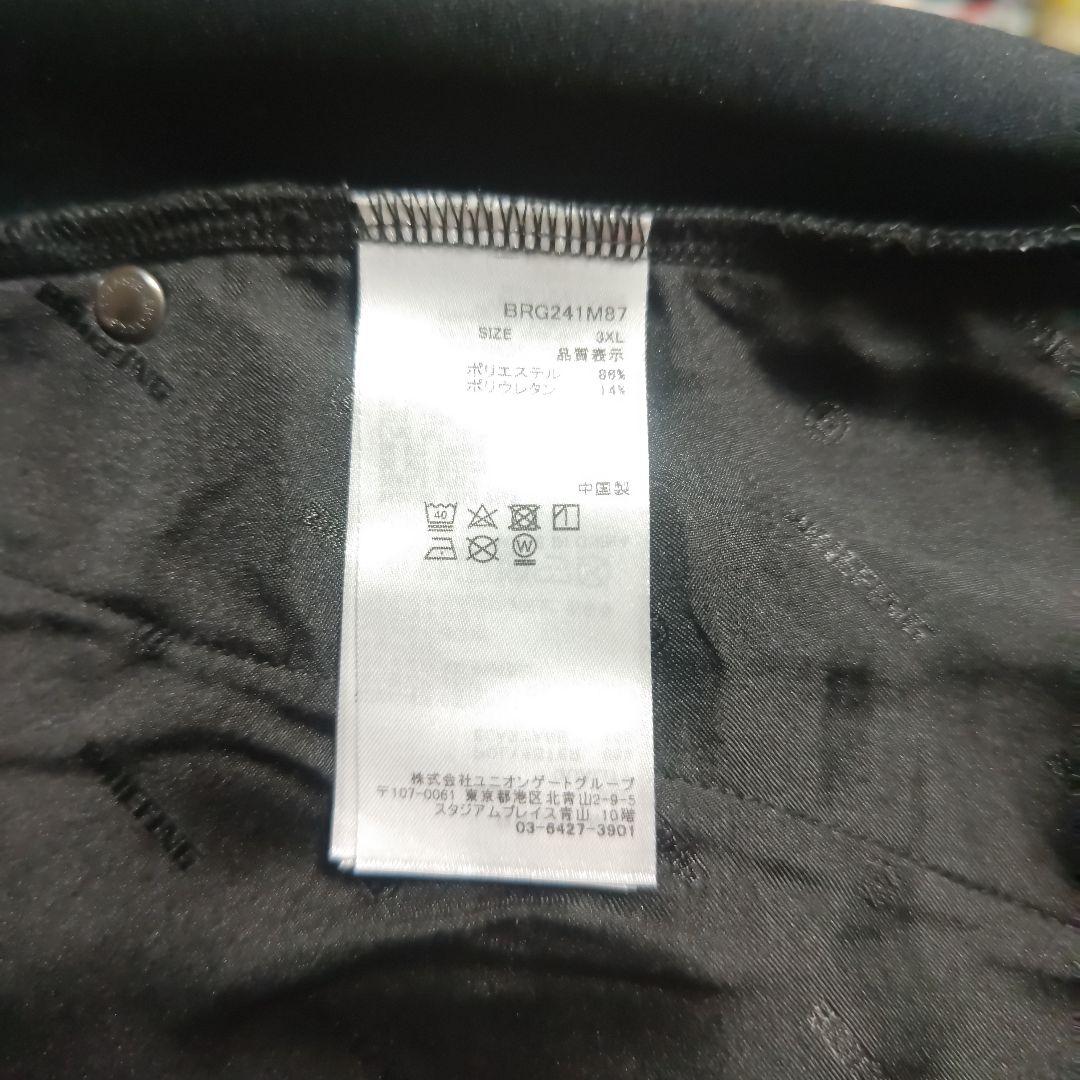 BRG241M87
SIZE 3XL
品質表示
ポリエステル 86%
ポリウレタン 14%
中国製
40
W
株式会社ユニオンゲートグループ
〒107-0061 東京都港区北青山2-9-5
スタジアムプレイス青山 10階
03-6427-3901
BRIEFING
BRIEFING